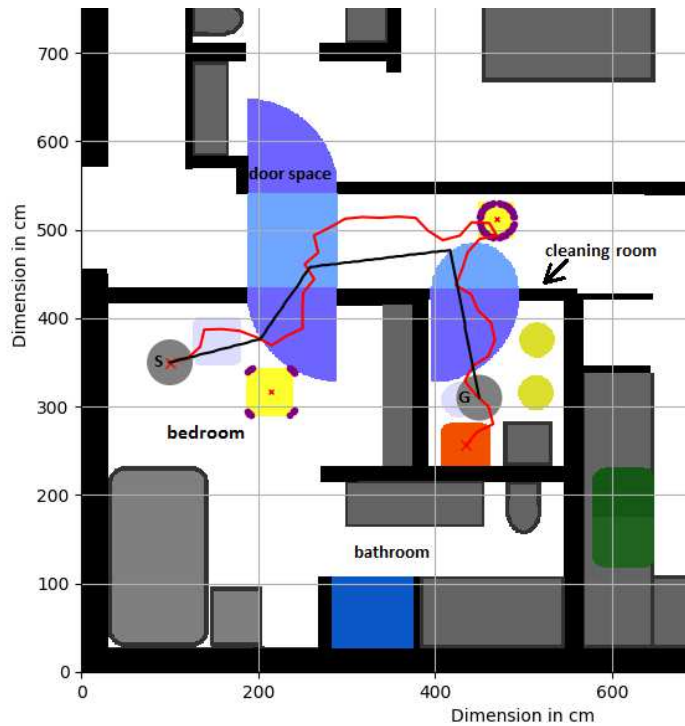 700
600
door space
500
cleaning room
400
S
300
G
bedroom
200
bathroom
100
0
0 200 400 600
Dimension in cm
Dimension in cm